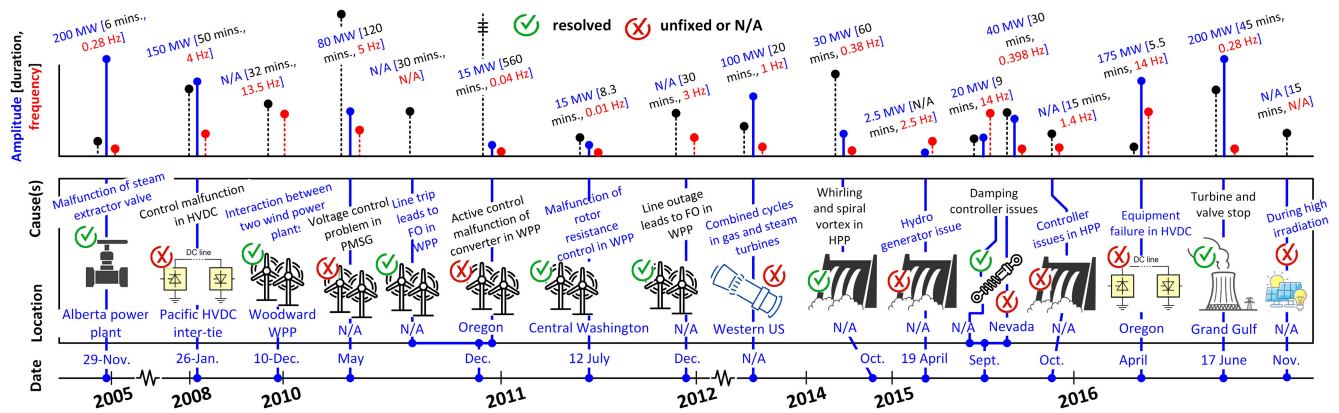 resolved
unfixed or N/A
Amplitude [duration,
frequency]
200 MW [6 mins.,
0.28 Hz]
150 MW [50 mins.,
4 Hz]
N/A [32 mins.,
13.5 Hz]
80 MW [120
mins., 5 Hz]
N/A [30 mins.,
N/A]
15 MW [560
mins., 0.04 Hz]
15 MW [8.3
mins., 0.01 Hz]
N/A [30
mins., 3 Hz]
100 MW [20
mins., 1 Hz]
30 MW [60
mins., 0.38 Hz]
2.5 MW [N/A
mins., 2.5 Hz]
20 MW [9
mins., 14 Hz]
40 MW [30
mins,
0.398 Hz]
N/A [15 mins,
1.4 Hz]
175 MW [5.5
mins, 14 Hz]
200 MW [45 mins,
0.28 Hz]
N/A [15
mins, N/A]
Cause(s)
Malfunction of steam
extractor valve
Control malfunction
in HVDC
Interaction between
two wind power
plants
Voltage control
problem in
PMSG
Line trip
leads to
FO in
WPP
Active control
malfunction of
converter in WPP
Malfunction of
rotor
resistance
control in WPP
Line outage
leads to FO in
WPP
Combined cycles
in gas and steam
turbines
Whirling
and spiral
vortex in
HPP
Hydro
generator issue
Damping
controller issues
Controller
issues in HPP
Equipment
failure in HVDC
Turbine and
valve stop
During high
irradiation
DC line
DC line
Location
Alberta power
plant
Pacific HVDC
inter-tie
Woodward
WPP
N/A
N/A
Oregon
Central Washington
N/A
Western US
N/A
N/A
N/A
Nevada
N/A
Oregon
Grand Gulf
N/A
Date
29-Nov.
26-Jan.
10-Dec.
May
Dec.
12 July
Dec.
N/A
Oct.
19 April
Sept.
Oct.
April
17 June
Nov.
2005
2008
2010
2011
2012
2014
2015
2016